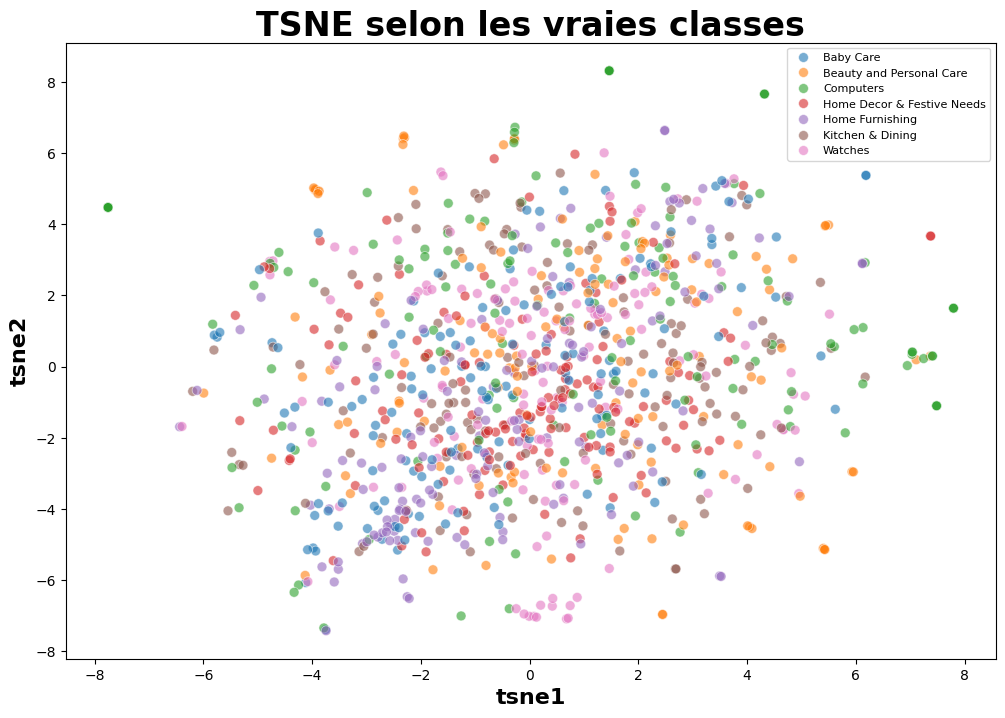 TSNE selon les vraies classes
Baby Care
Beauty and Personal Care
Computers
Home Decor & Festive Needs
Home Furnishing
Kitchen & Dining
Watches
8
6
4
2
0
−2
−4
−6
−8
tsne2
−8 −6 −4 −2 0 2 4 6 8
tsne1